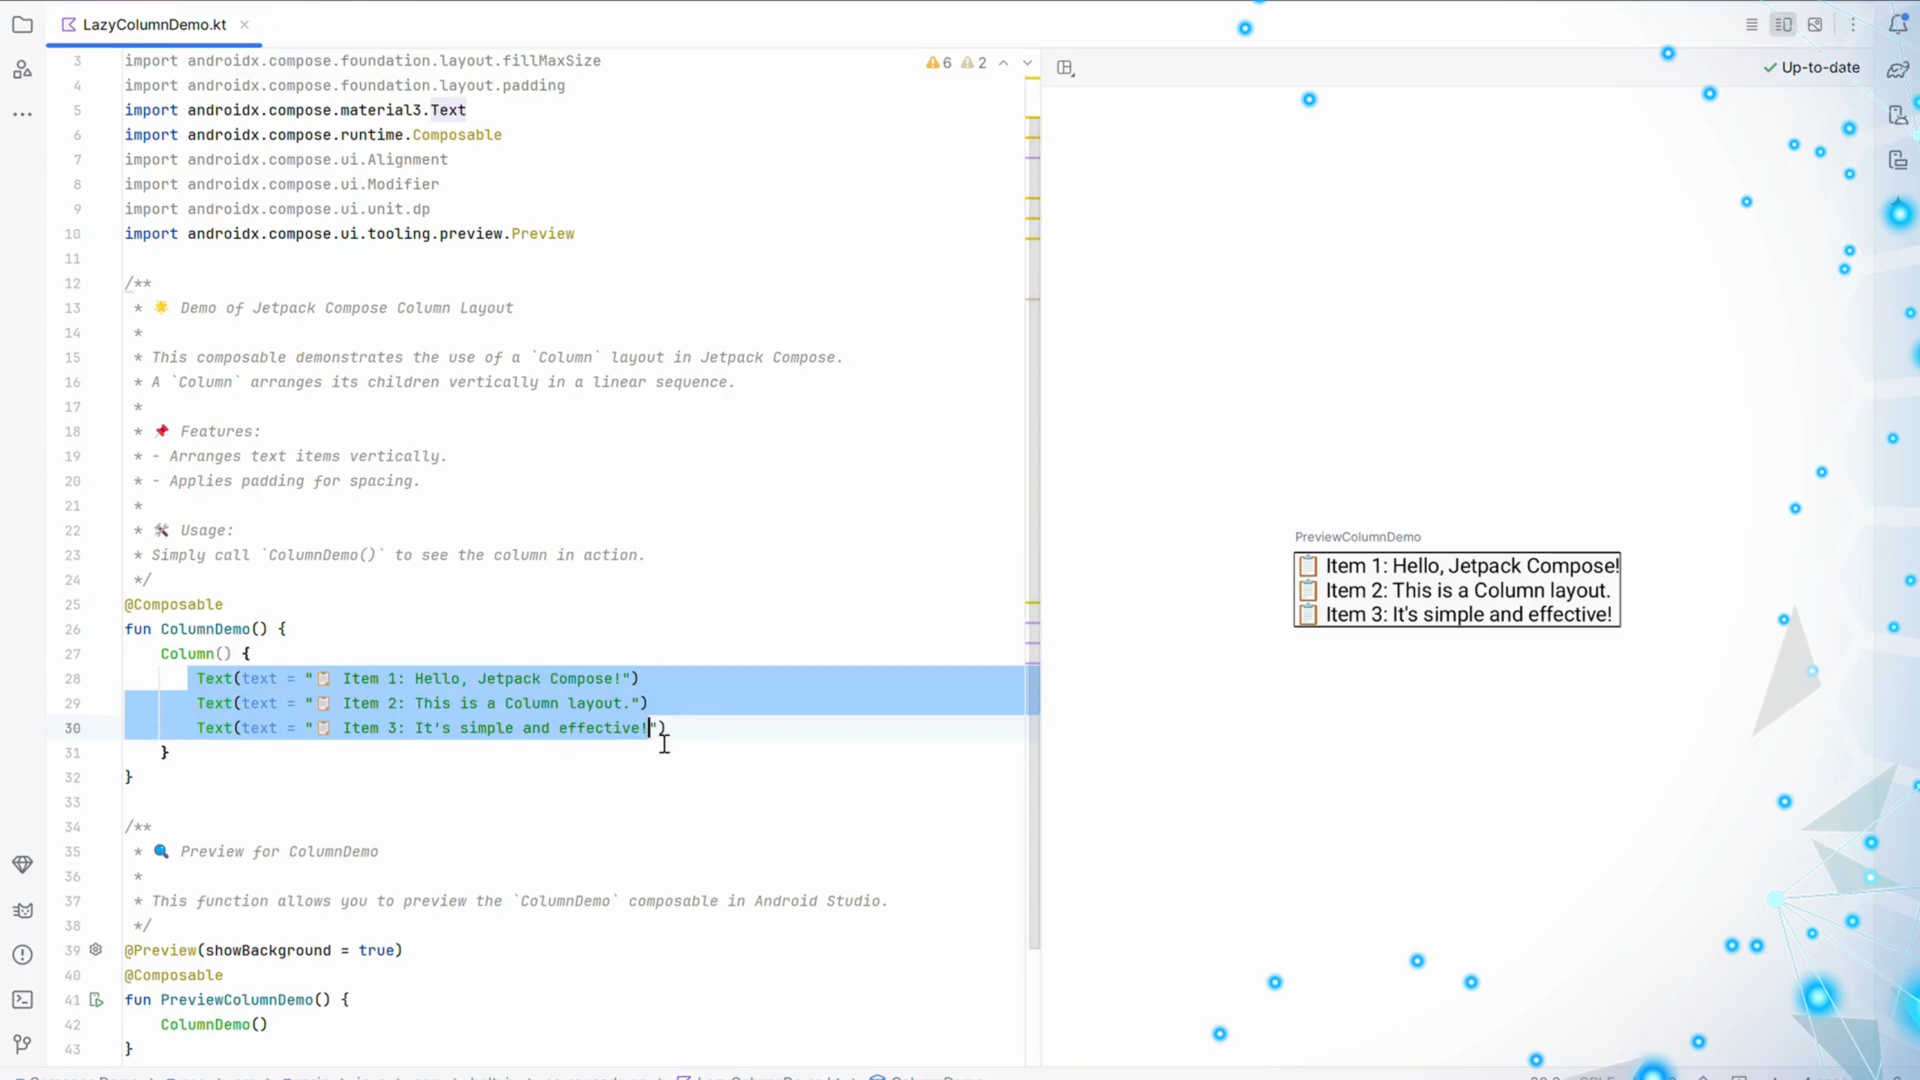 LazyColumnDemo.kt
6 2
Up-to-date
3 import androidx.compose.foundation.layout.fillMaxSize
4 import androidx.compose.foundation.layout.padding
5 import androidx.compose.material3.Text
6 import androidx.compose.runtime.Composable
7 import androidx.compose.ui.Alignment
8 import androidx.compose.ui.Modifier
9 import androidx.compose.ui.unit.dp
10 import androidx.compose.ui.tooling.preview.Preview
11
12 /**
13 * 🌟 Demo of Jetpack Compose Column Layout
14 *
15 * This composable demonstrates the use of a `Column` layout in Jetpack Compose.
16 * A `Column` arranges its children vertically in a linear sequence.
17 *
18 * 📌 Features:
19 * - Arranges text items vertically.
20 * - Applies padding for spacing.
21 *
22 * 🛠 Usage:
23 * Simply call `ColumnDemo()` to see the column in action.
24 */
25 @Composable
26 fun ColumnDemo() {
27 Column() {
28 Text(text = "📋 Item 1: Hello, Jetpack Compose!")
29 Text(text = "📋 Item 2: This is a Column layout.")
30 Text(text = "📋 Item 3: It's simple and effective!")
31 }
32 }
33
34 /**
35 * 🔍 Preview for ColumnDemo
36 *
37 * This function allows you to preview the `ColumnDemo` composable in Android Studio.
38 */
39 @Preview(showBackground = true)
40 @Composable
41 fun PreviewColumnDemo() {
42 ColumnDemo()
43 }
PreviewColumnDemo
📋 Item 1: Hello, Jetpack Compose!
📋 Item 2: This is a Column layout.
📋 Item 3: It's simple and effective!